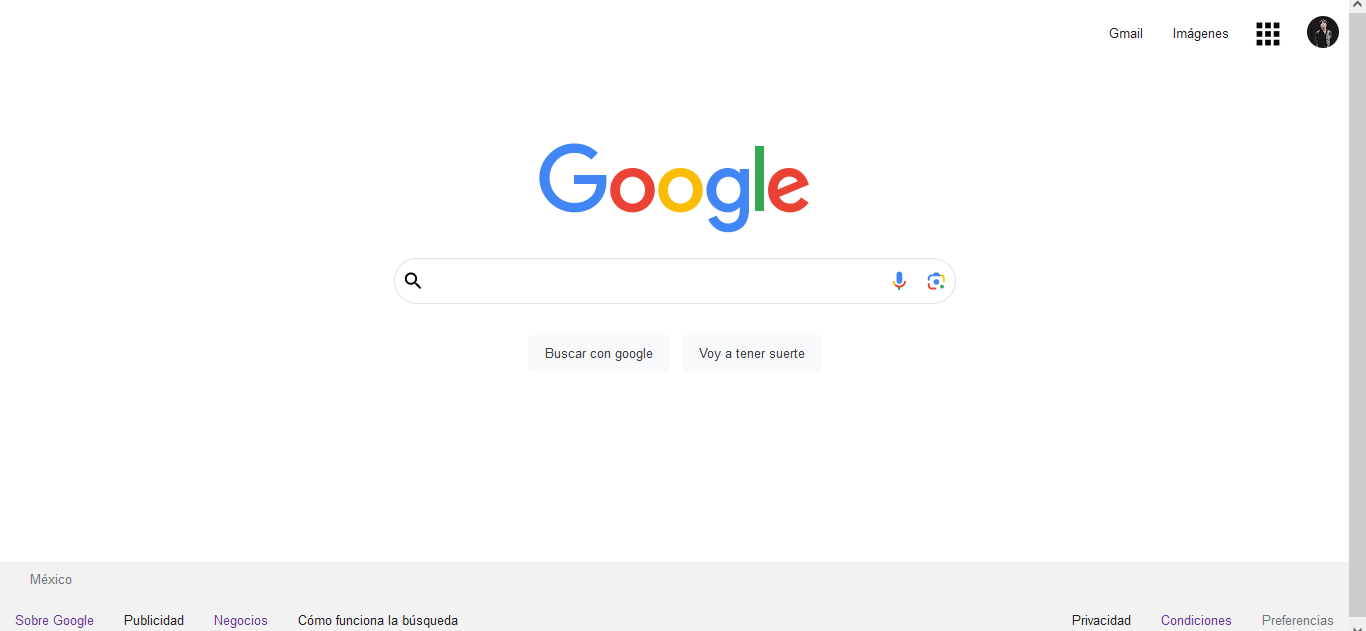 Gmail Imágenes
Google
Buscar con google Voy a tener suerte
México
Sobre Google Publicidad Negocios Cómo funciona la búsqueda Privacidad Condiciones Preferencias